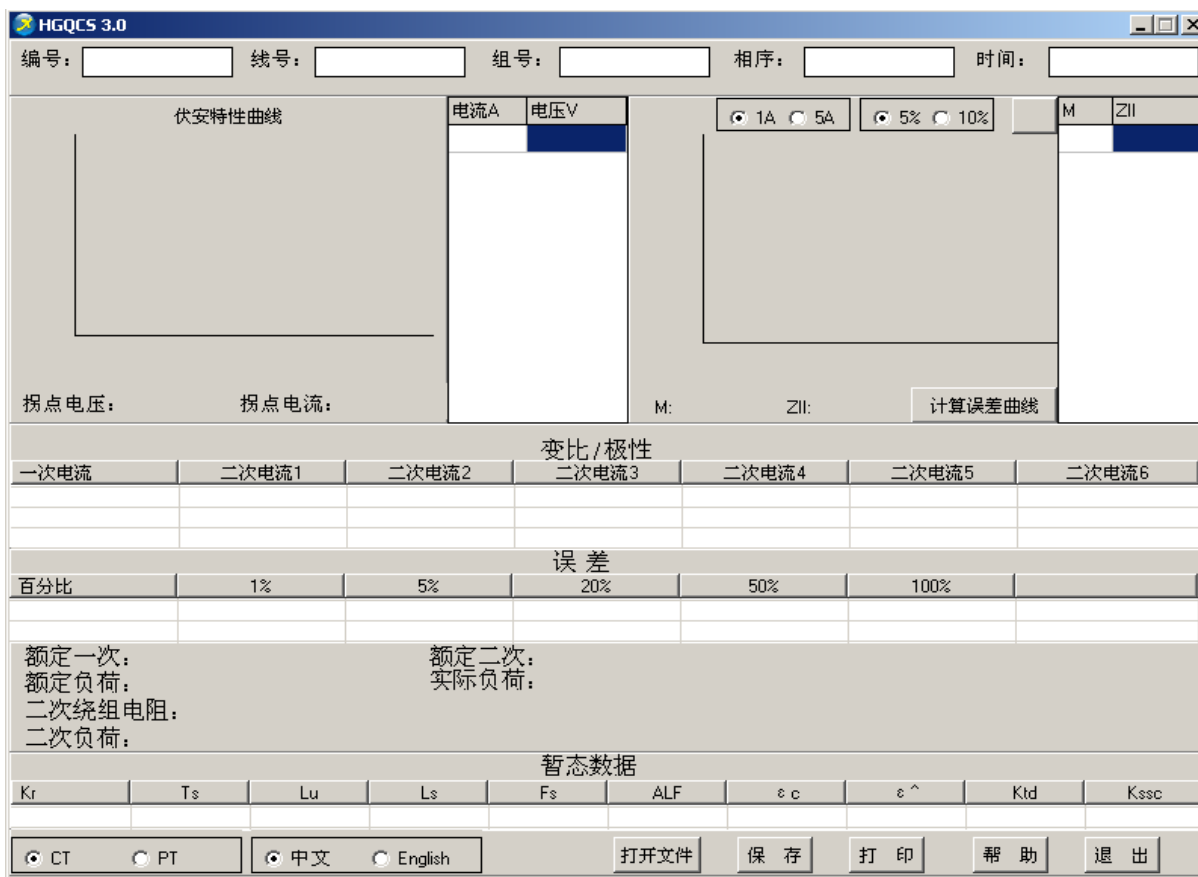 HGQCS 3.0
编号： 线号： 组号： 相序： 时间：
伏安特性曲线 电流A 电压V 1A 5A 5% 10% M ZII
拐点电压： 拐点电流： M: ZII: 计算误差曲线
变比/极性
一次电流 二次电流1 二次电流2 二次电流3 二次电流4 二次电流5 二次电流6
误 差
百分比 1% 5% 20% 50% 100%
额定一次： 额定二次：
额定负荷： 实际负荷：
二次绕组电阻：
二次负荷：
暂态数据
Kr Ts Lu Ls Fs ALF ε c ε ^ Ktd Kssc
CT PT 中文 English 打开文件 保 存 打 印 帮 助 退 出